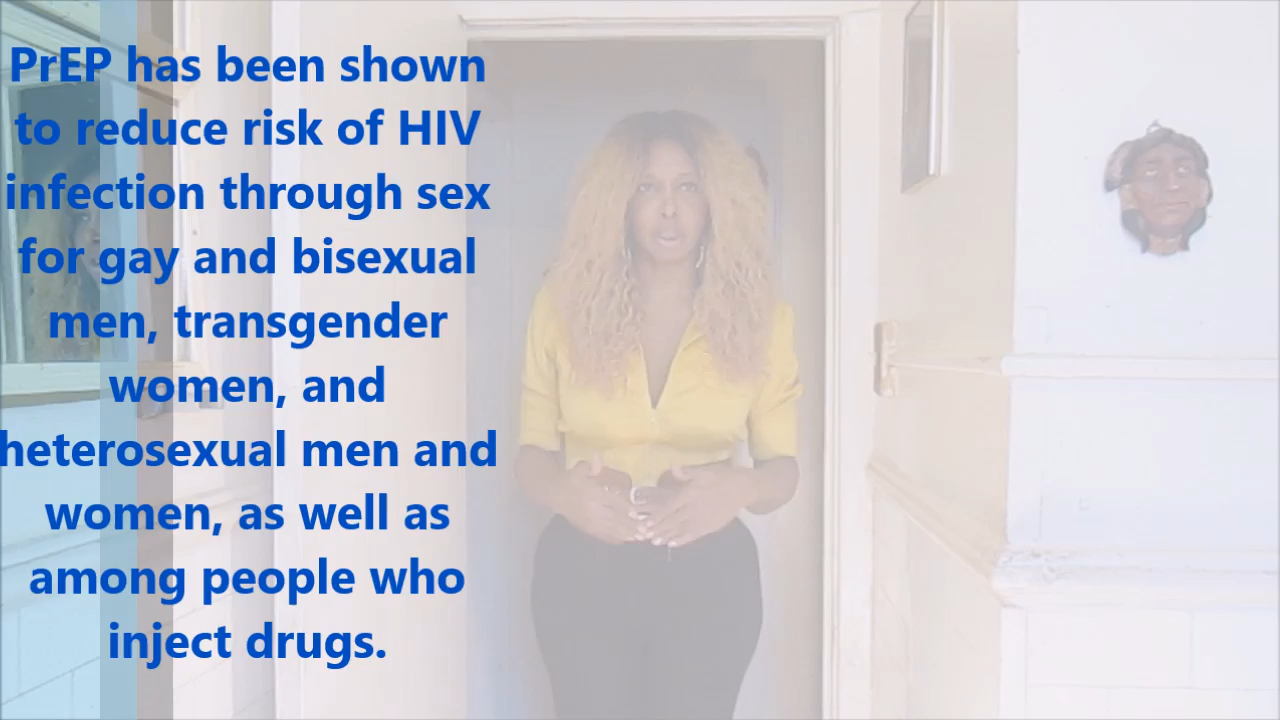 PrEP has been shown
to reduce risk of HIV
infection through sex
for gay and bisexual
men, transgender
women, and
heterosexual men and
women, as well as
among people who
inject drugs.